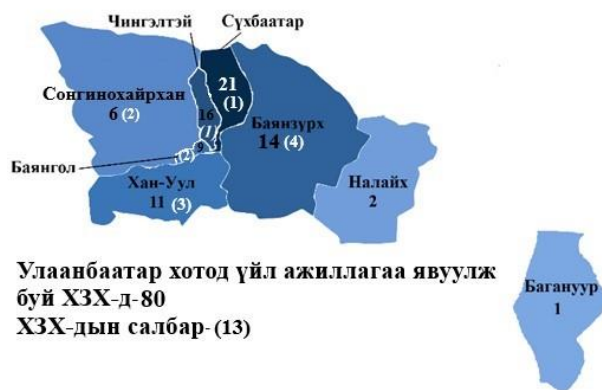 Чингэлтэй
Сүхбаатар
21
(1)
Сонгинохайрхан
6 (2)
16
(1)
Баянзүрх
14 (4)
9
(2)
Баянгол
Хан-Уул
11 (3)
Налайх
2
Улаанбаатар хотод үйл ажиллагаа явуулж
буй ХЗХ-д-80
ХЗХ-дын салбар- (13)
Багануур
1